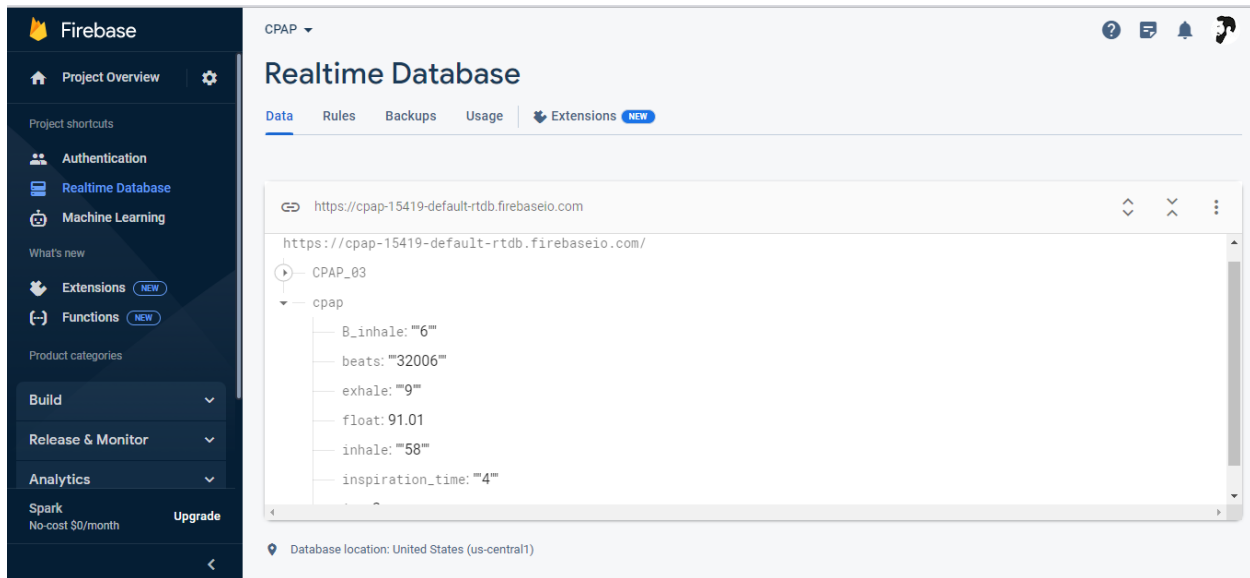 Firebase
Project Overview
Project shortcuts
Authentication
Realtime Database
Machine Learning
What's new
Extensions NEW
Functions NEW
Product categories
Build
Release & Monitor
Analytics
Spark
No-cost $0/month
Upgrade
CPAP
Realtime Database
Data Rules Backups Usage Extensions NEW
https://cpap-15419-default-rtdb.firebaseio.com
https://cpap-15419-default-rtdb.firebaseio.com/
CPAP_03
cpap
B_inhale: ""6""
beats: ""32006""
exhale: ""9""
float: 91.01
inhale: ""58""
inspiration_time: ""4""
Database location: United States (us-central1)